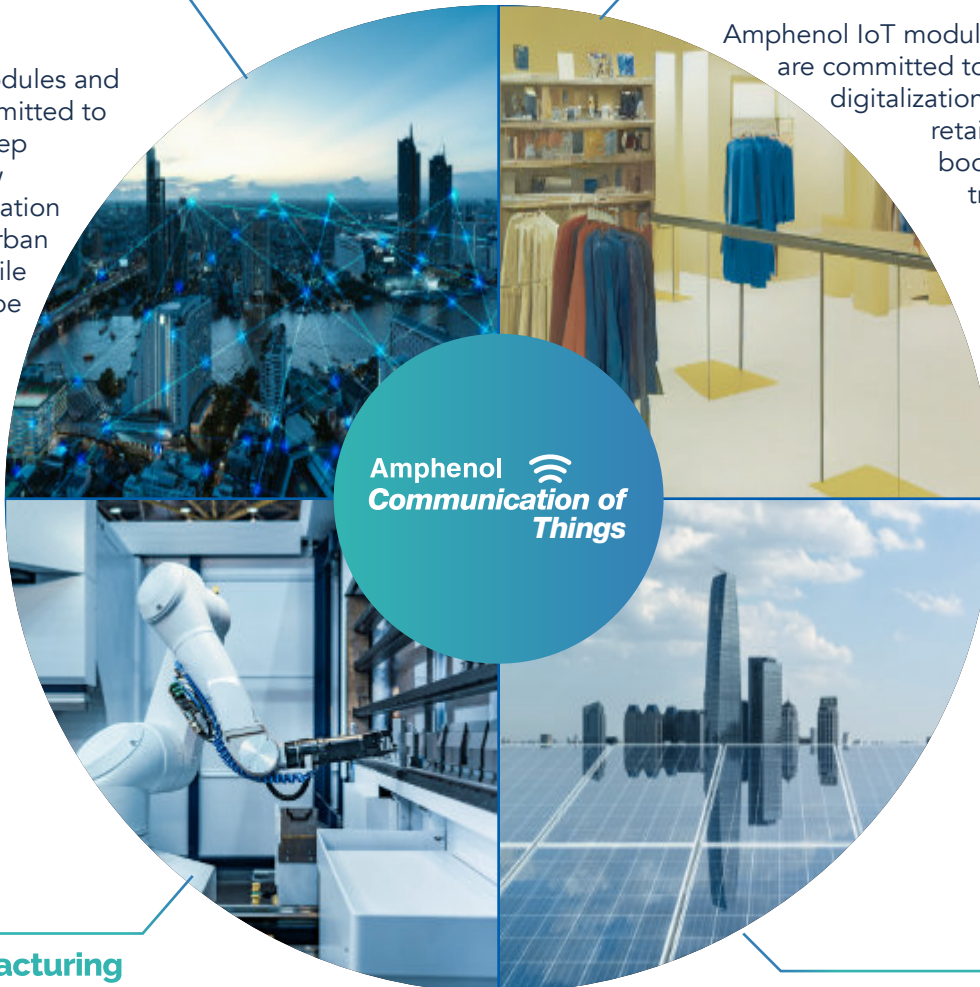 dules and
mitted to
ep
ation
rban
ile
be
Amphenol IoT modul
are committed to
digitalization
retai
boo
tr
Amphenol
Communication of
Things
acturing